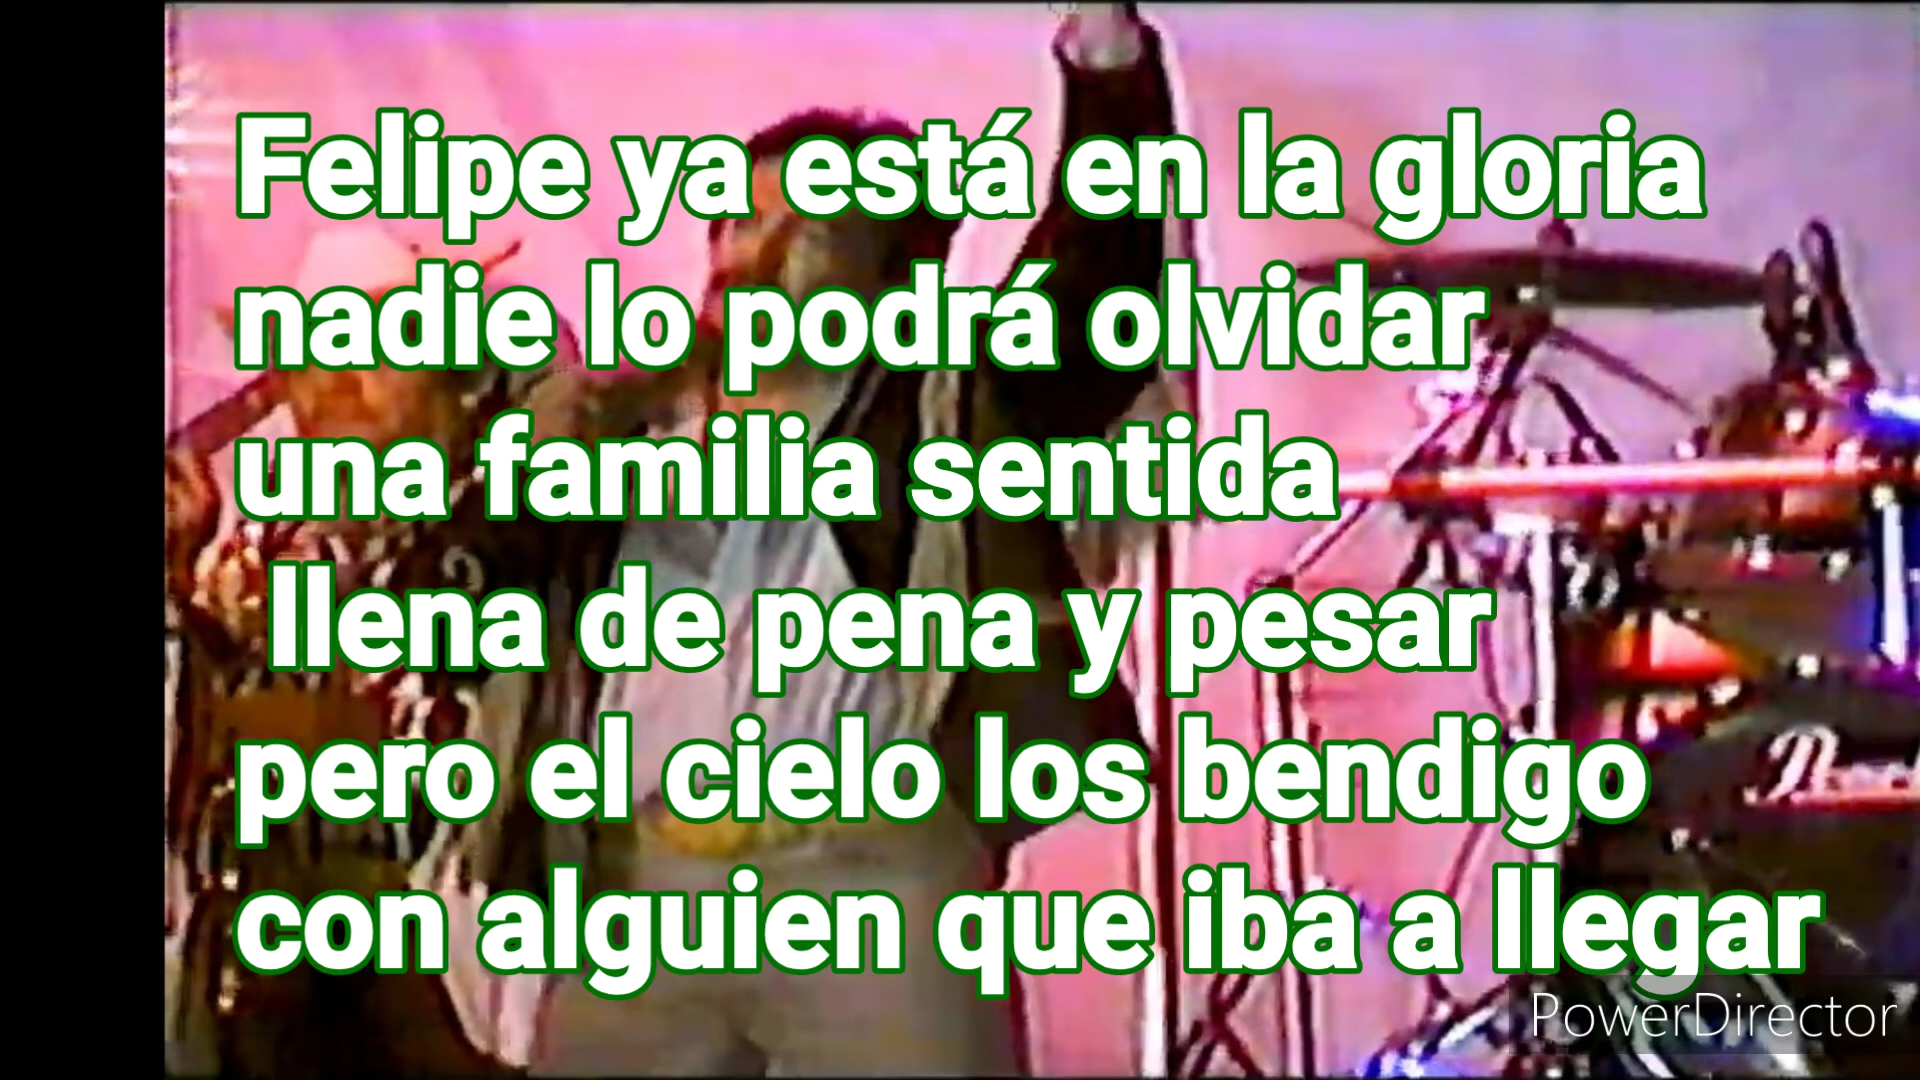 Felipe ya está en la gloria
nadie lo podrá olvidar
una familia sentida
llena de pena y pesar
pero el cielo los bendigo
con alguien que iba a llegar
PowerDirector